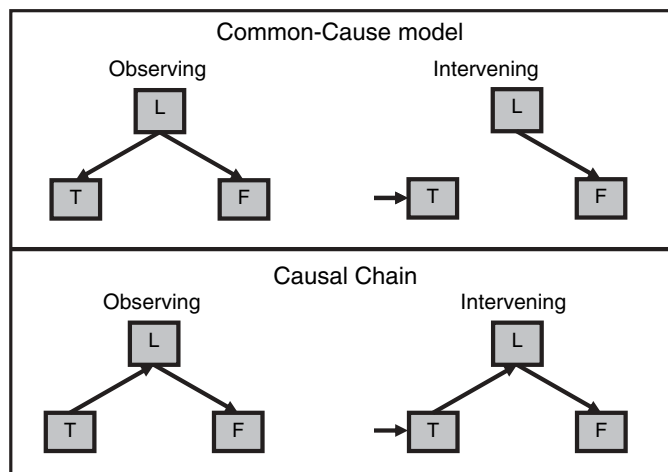 Common-Cause model
Observing
Intervening
L
L
T
F
T
F
Causal Chain
Observing
Intervening
L
L
T
F
T
F